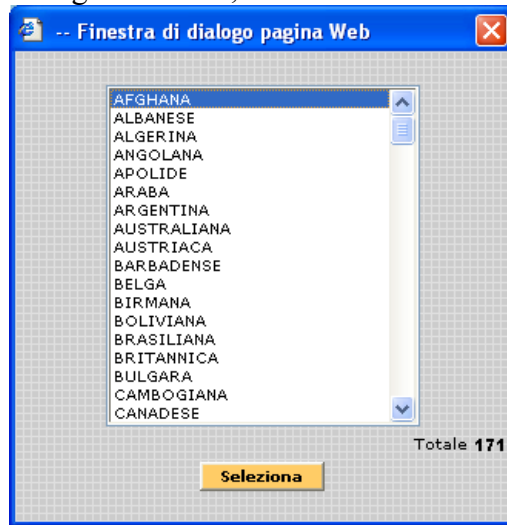 -- Finestra di dialogo pagina Web
AFGHANA
ALBANESE
ALGERINA
ANGOLANA
APOLIDE
ARABA
ARGENTINA
AUSTRALIANA
AUSTRIACA
BARBADENSE
BELGA
BIRMANA
BOLIVIANA
BRASILIANA
BRITANNICA
BULGARA
CAMBOGIANA
CANADESE
Totale 171
Seleziona